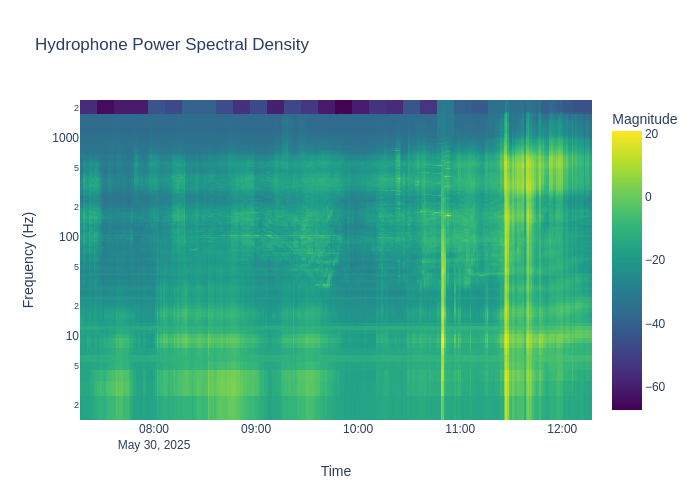 Hydrophone Power Spectral Density
Magnitude
20
0
−20
−40
−60
Frequency (Hz)
2
1000
5
2
100
5
2
10
5
2
08:00 09:00 10:00 11:00 12:00
May 30, 2025
Time